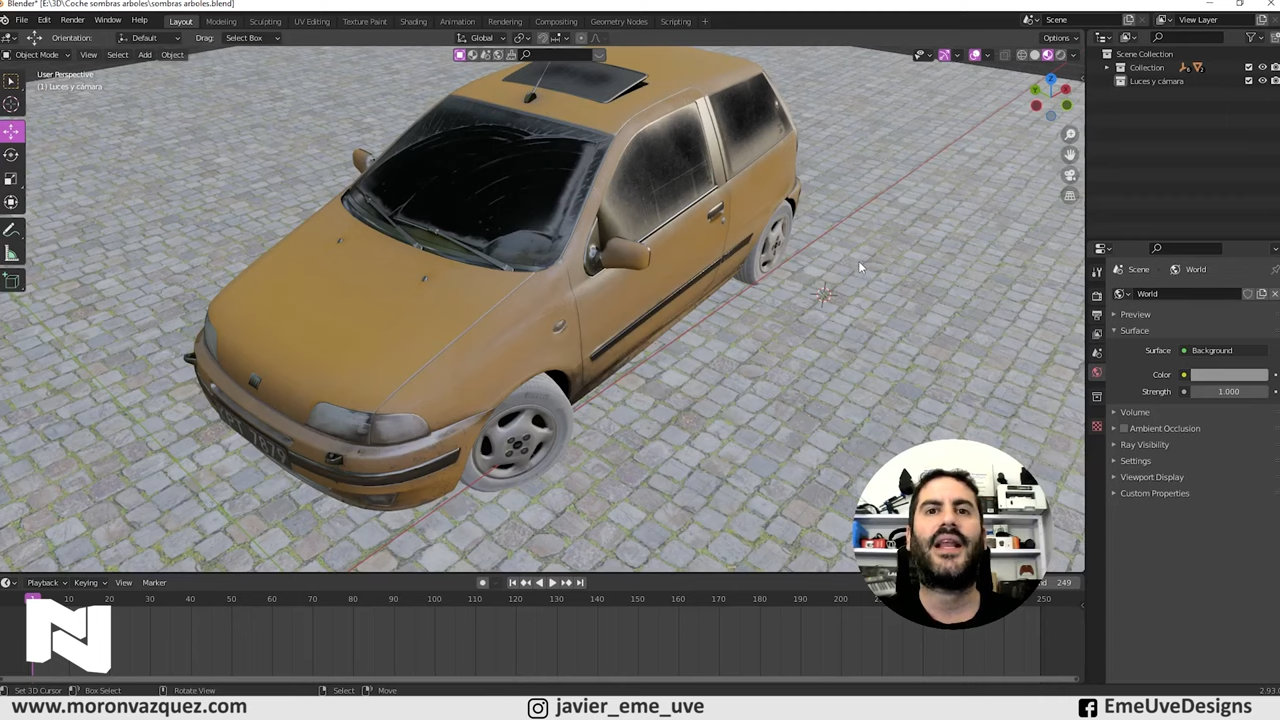 Blender* [E:\3D\Coche sombras arboles\sombras arboles.blend]
File Edit Render Window Help Layout Modeling Sculpting UV Editing Texture Paint Shading Animation Rendering Compositing Geometry Nodes Scripting + Scene View Layer
Orientation: Default Drag: Select Box Global Options
Object Mode View Select Add Object
User Perspective
(1) Luces y cámara
Scene Collection
Collection
Luces y cámara
Scene World
World
Preview
Surface
Surface Background
Color
Strength 1.000
Volume
Ambient Occlusion
Ray Visibility
Settings
Viewport Display
Custom Properties
Playback Keying View Marker
nd 249
1 10 20 30 40 50 60 70 80 90 100 110 120 130 140 150 160 170 180 190 200 250
N
Set 3D Cursor Box Select Rotate View Select Move 2.93.
www.moronvazquez.com javier_eme_uve EmeUveDesigns